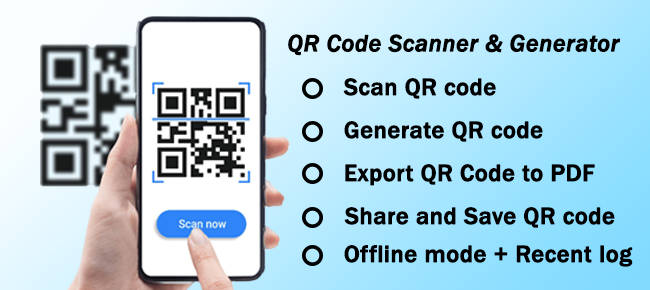 QR Code Scanner & Generator
Scan QR code
Generate QR code
Export QR Code to PDF
Share and Save QR code
Offline mode + Recent log
Scan now